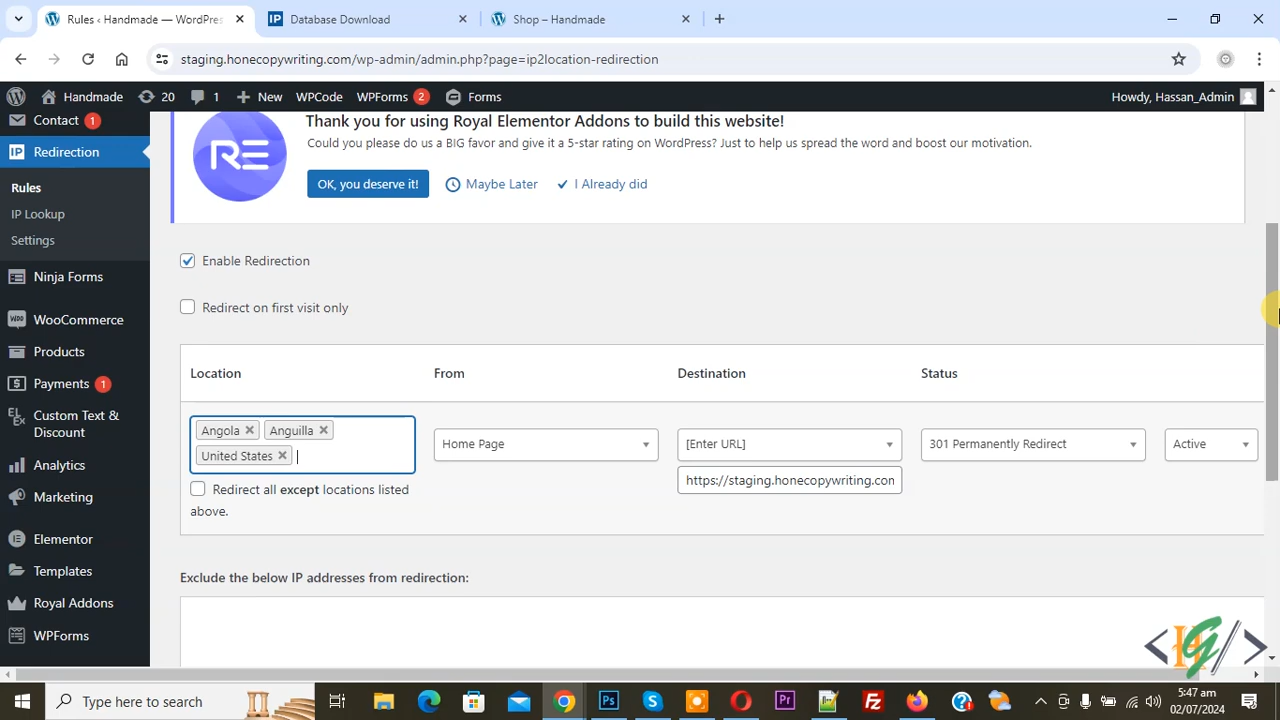 Rules ‹ Handmade — WordPres
Database Download
Shop – Handmade
staging.honecopywriting.com/wp-admin/admin.php?page=ip2location-redirection
Handmade
20
1
New
WPCode
WPForms 2
Forms
Howdy, Hassan_Admin
Contact 1
IP Redirection
Rules
IP Lookup
Settings
Ninja Forms
WooCommerce
Products
Payments 1
Custom Text &
Discount
Analytics
Marketing
Elementor
Templates
Royal Addons
WPForms
RE
Thank you for using Royal Elementor Addons to build this website!
Could you please do us a BIG favor and give it a 5-star rating on WordPress? Just to help us spread the word and boost our motivation.
OK, you deserve it!
Maybe Later
I Already did
Enable Redirection
Redirect on first visit only
Location
From
Destination
Status
Angola
Anguilla
United States
Home Page
[Enter URL]
https://staging.honecopywriting.con
301 Permanently Redirect
Active
Redirect all except locations listed
above.
Exclude the below IP addresses from redirection:
Type here to search
5:47 am
02/07/2024